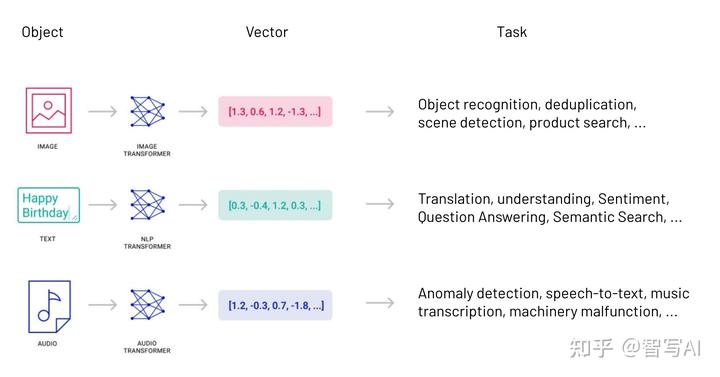 Object
Vector
Task
IMAGE
IMAGE
TRANSFORMER
[1.3, 0.6, 1.2, -1.3, ...]
Object recognition, deduplication,
scene detection, product search, ...
Happy
Birthday
TEXT
NLP
TRANSFORMER
[0.3, -0.4, 1.2, 0.3, ...]
Translation, understanding, Sentiment,
Question Answering, Semantic Search, ...
AUDIO
AUDIO
TRANSFORMER
[1.2, -0.3, 0.7, -1.8, ...]
Anomaly detection, speech-to-text, music
transcription, machinery malfunction, ...
知乎 @智写AI